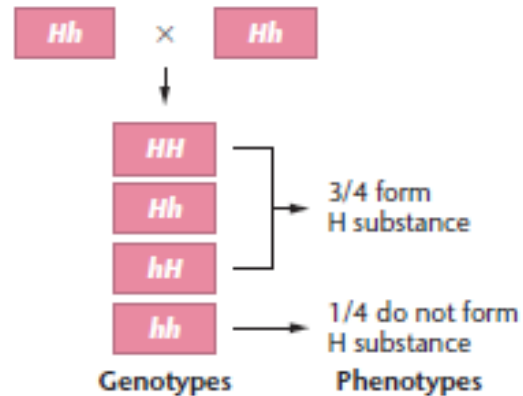 Hh × Hh
HH
Hh
hH
hh
3/4 form
H substance
1/4 do not form
H substance
Genotypes Phenotypes